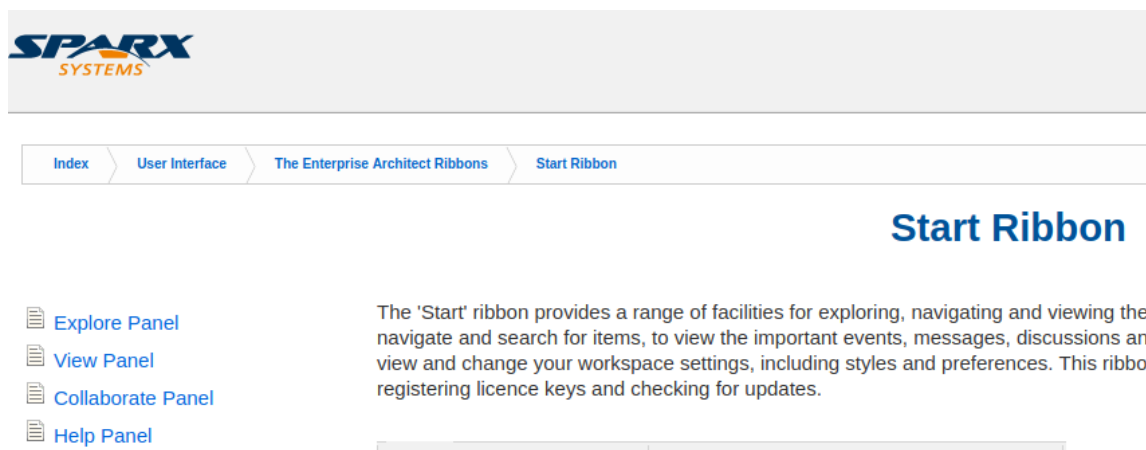 SPARX
SYSTEMS
Index
User Interface
The Enterprise Architect Ribbons
Start Ribbon
Start Ribbon
Explore Panel
View Panel
Collaborate Panel
Help Panel
The 'Start' ribbon provides a range of facilities for exploring, navigating and viewing the
navigate and search for items, to view the important events, messages, discussions an
view and change your workspace settings, including styles and preferences. This ribbo
registering licence keys and checking for updates.